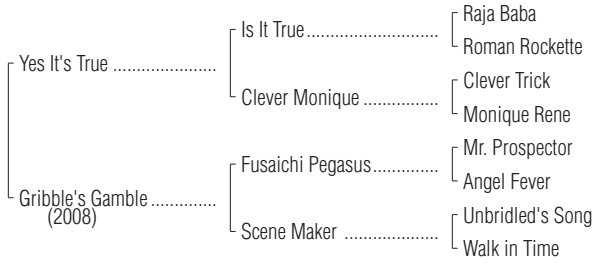 Raja Baba
Is It True
Roman Rockette
Yes It's True
Clever Trick
Clever Monique
Monique Rene
Mr. Prospector
Fusaichi Pegasus
Angel Fever
Gribble's Gamble
(2008)
Unbridled's Song
Scene Maker
Walk in Time